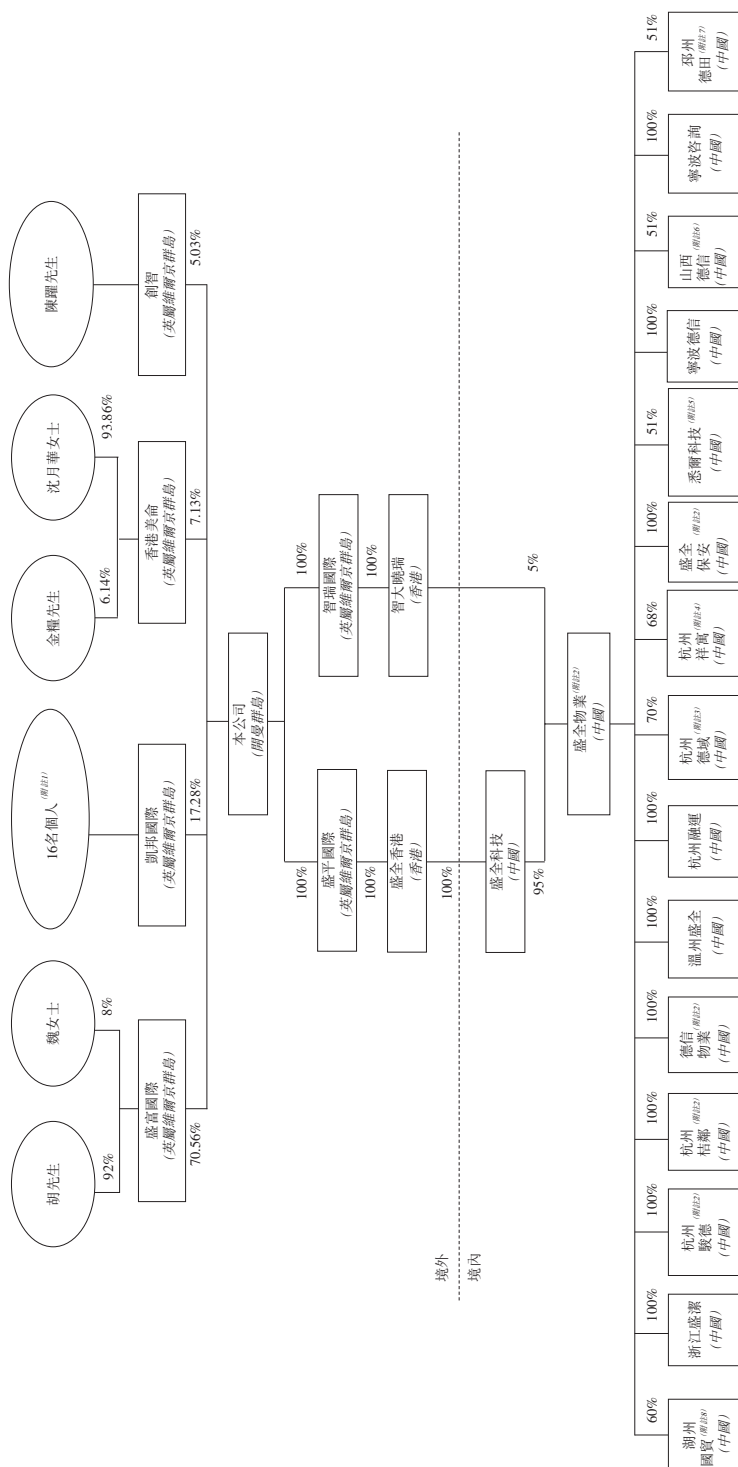 胡先生
魏女士
16名個人(附註1)
金糧先生
沈月華女士
陳躍先生
92%
8%
6.14%
93.86%
盛富國際
(英屬維爾京群島)
凱邦國際
(英屬維爾京群島)
香港美侖
(英屬維爾京群島)
創智
(英屬維爾京群島)
70.56%
17.28%
7.13%
5.03%
本公司
(開曼群島)
100%
100%
盛平國際
(英屬維爾京群島)
智瑞國際
(英屬維爾京群島)
100%
100%
盛全香港
(香港)
智大曉瑞
(香港)
100%
境外
境內
盛全科技
(中國)
95%
5%
盛全物業(附註2)
(中國)
60%
100%
100%
100%
100%
100%
100%
70%
68%
100%
51%
100%
51%
100%
51%
湖州
國貿(附註8)
(中國)
浙江盛潔
(中國)
杭州
駿德(附註2)
(中國)
杭州
桔鄰(附註2)
(中國)
德信
物業(附註2)
(中國)
溫州盛全
(中國)
杭州融運
(中國)
杭州
德域(附註3)
(中國)
杭州
祥寓(附註4)
(中國)
盛全
保安(附註2)
(中國)
悉爾科技(附註5)
(中國)
寧波德信
(中國)
山西
德信(附註6)
(中國)
寧波咨詢
(中國)
邳州
德田(附註7)
(中國)